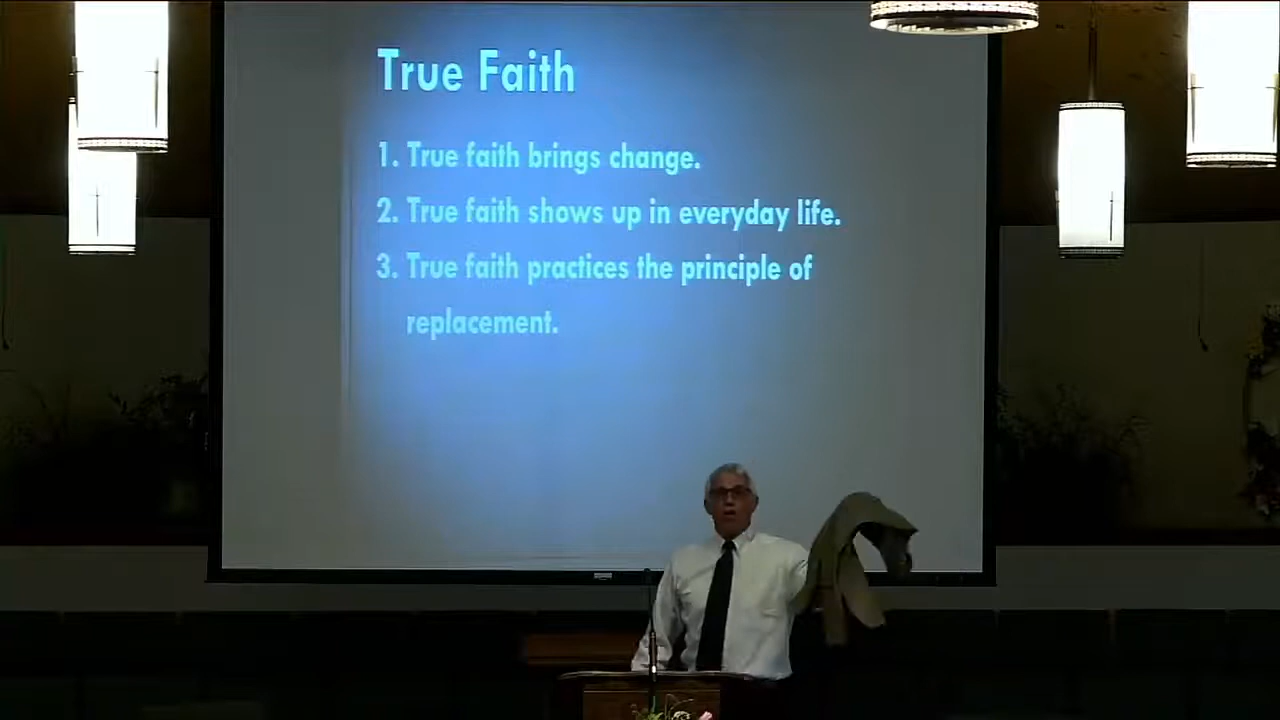 True Faith
1. True faith brings change.
2. True faith shows up in everyday life.
3. True faith practices the principle of
replacement.